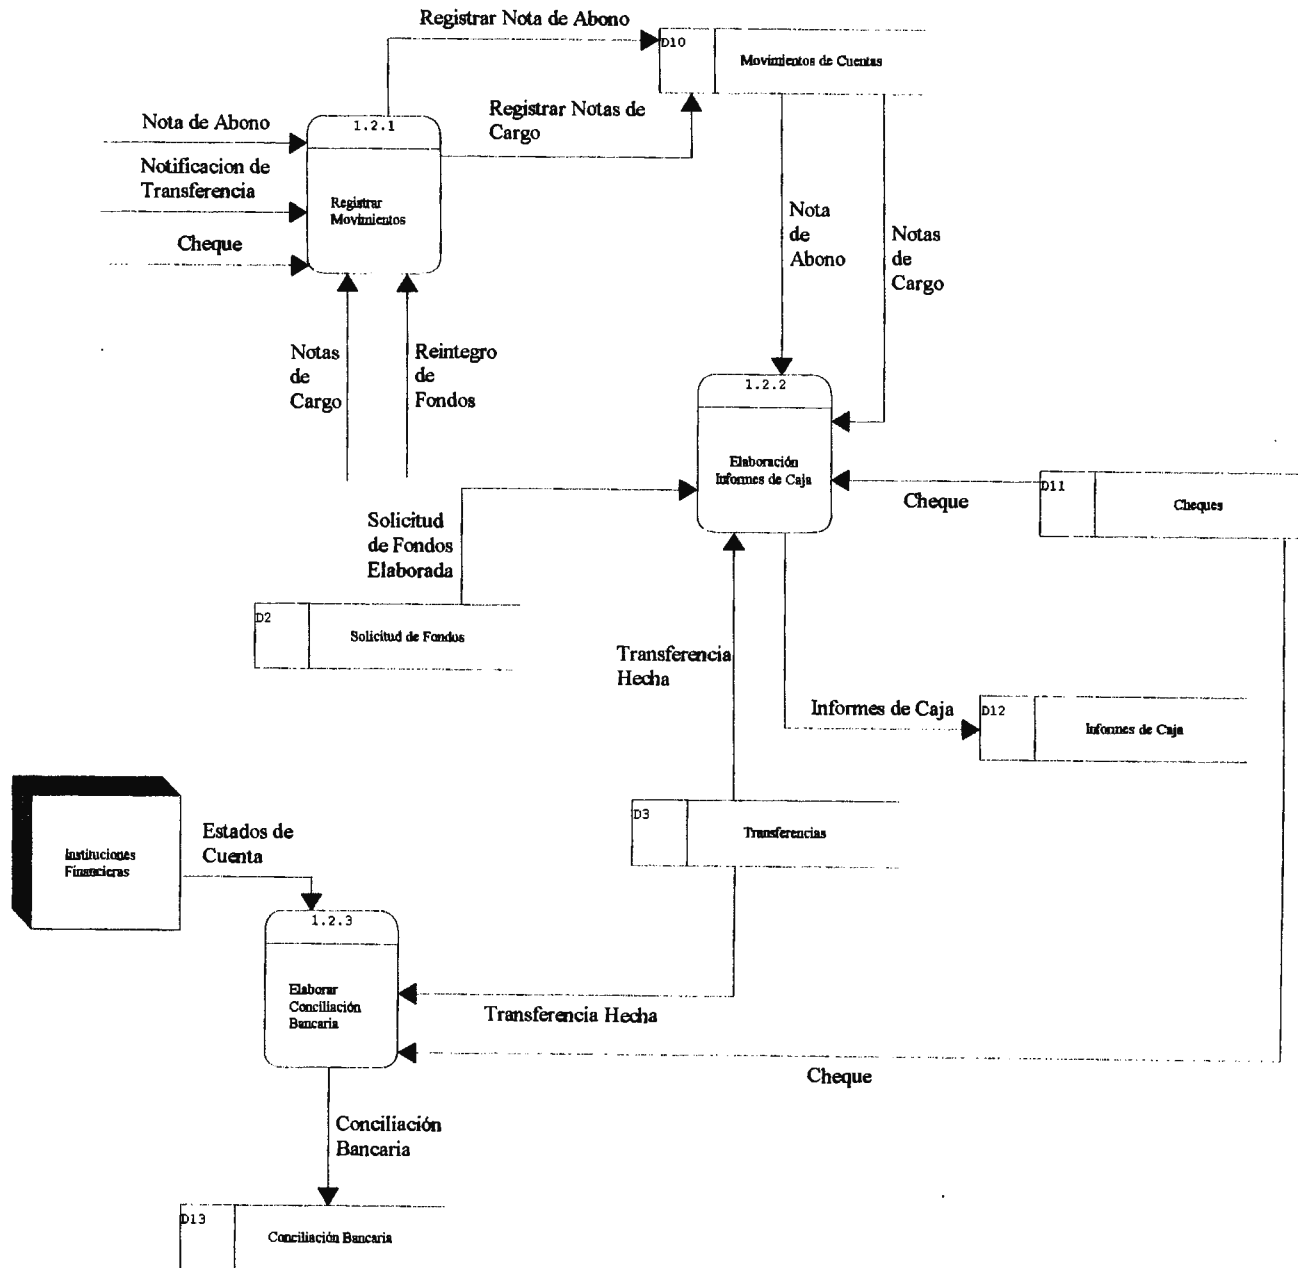 Registrar Nota de Abono
D10
Movimientos de Cuentas
Registrar Notas de
Cargo
Nota de Abono
1.2.1
Notificacion de
Transferencia
Registrar
Movimientos
Cheque
Nota
de
Abono
Notas
de
Cargo
Notas
de
Cargo
Reintegro
de
Fondos
1.2.2
Elaboración
Informes de Caja
D11
Cheques
Cheque
Solicitud
de Fondos
Elaborada
D2
Solicitud de Fondos
Transferencia
Hecha
Informes de Caja
D12
Informes de Caja
D3
Transferencias
Instituciones
Financieras
Estados de
Cuenta
1.2.3
Elaborar
Conciliación
Bancaria
Transferencia Hecha
Cheque
Conciliación
Bancaria
D13
Conciliación Bancaria